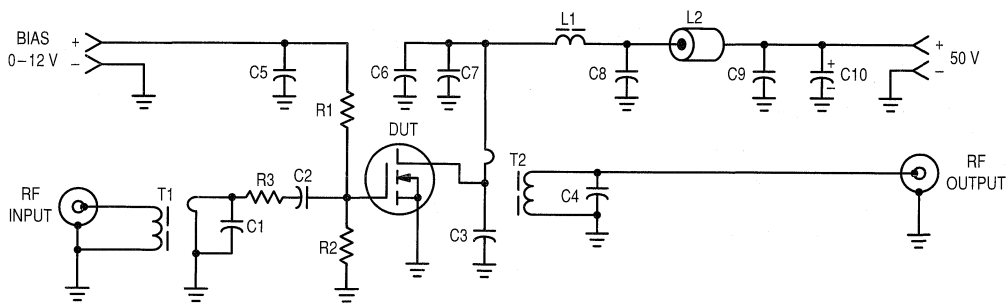 BIAS
0–12 V
+
–
C5
R1
C6
C7
L1
C8
L2
C9
+
C10
–
+
–
50 V
DUT
RF
INPUT
T1
C1
R3
C2
R2
C3
T2
C4
RF
OUTPUT